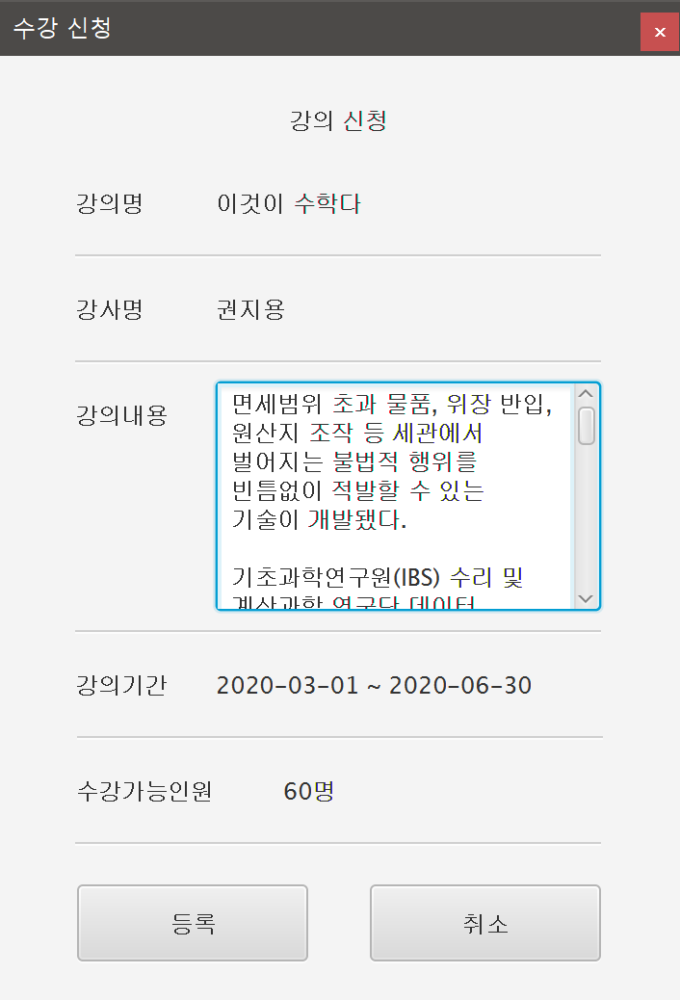 수강 신청
강의 신청
강의명 이것이 수학다
강사명 권지용
강의내용
면세범위 초과 물품, 위장 반입,
원산지 조작 등 세관에서
벌어지는 불법적 행위를
빈틈없이 적발할 수 있는
기술이 개발됐다.
기초과학연구원(IBS) 수리 및
계산과학 연구단 데이터
강의기간 2020-03-01 ~ 2020-06-30
수강가능인원 60명
등록 취소